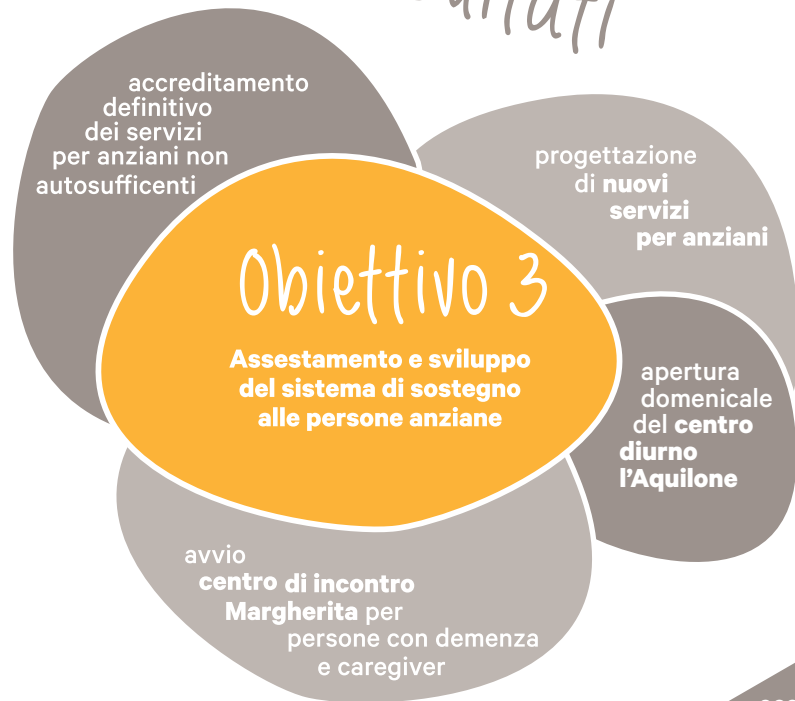 accreditamento
definitivo
dei servizi
per anziani non
autosufficenti
progettazione
di nuovi
servizi
per anziani
Obiettivo 3
Assestamento e sviluppo
del sistema di sostegno
alle persone anziane
apertura
domenicale
del centro
diurno
l'Aquilone
avvio
centro di incontro
Margherita per
persone con demenza
e caregiver